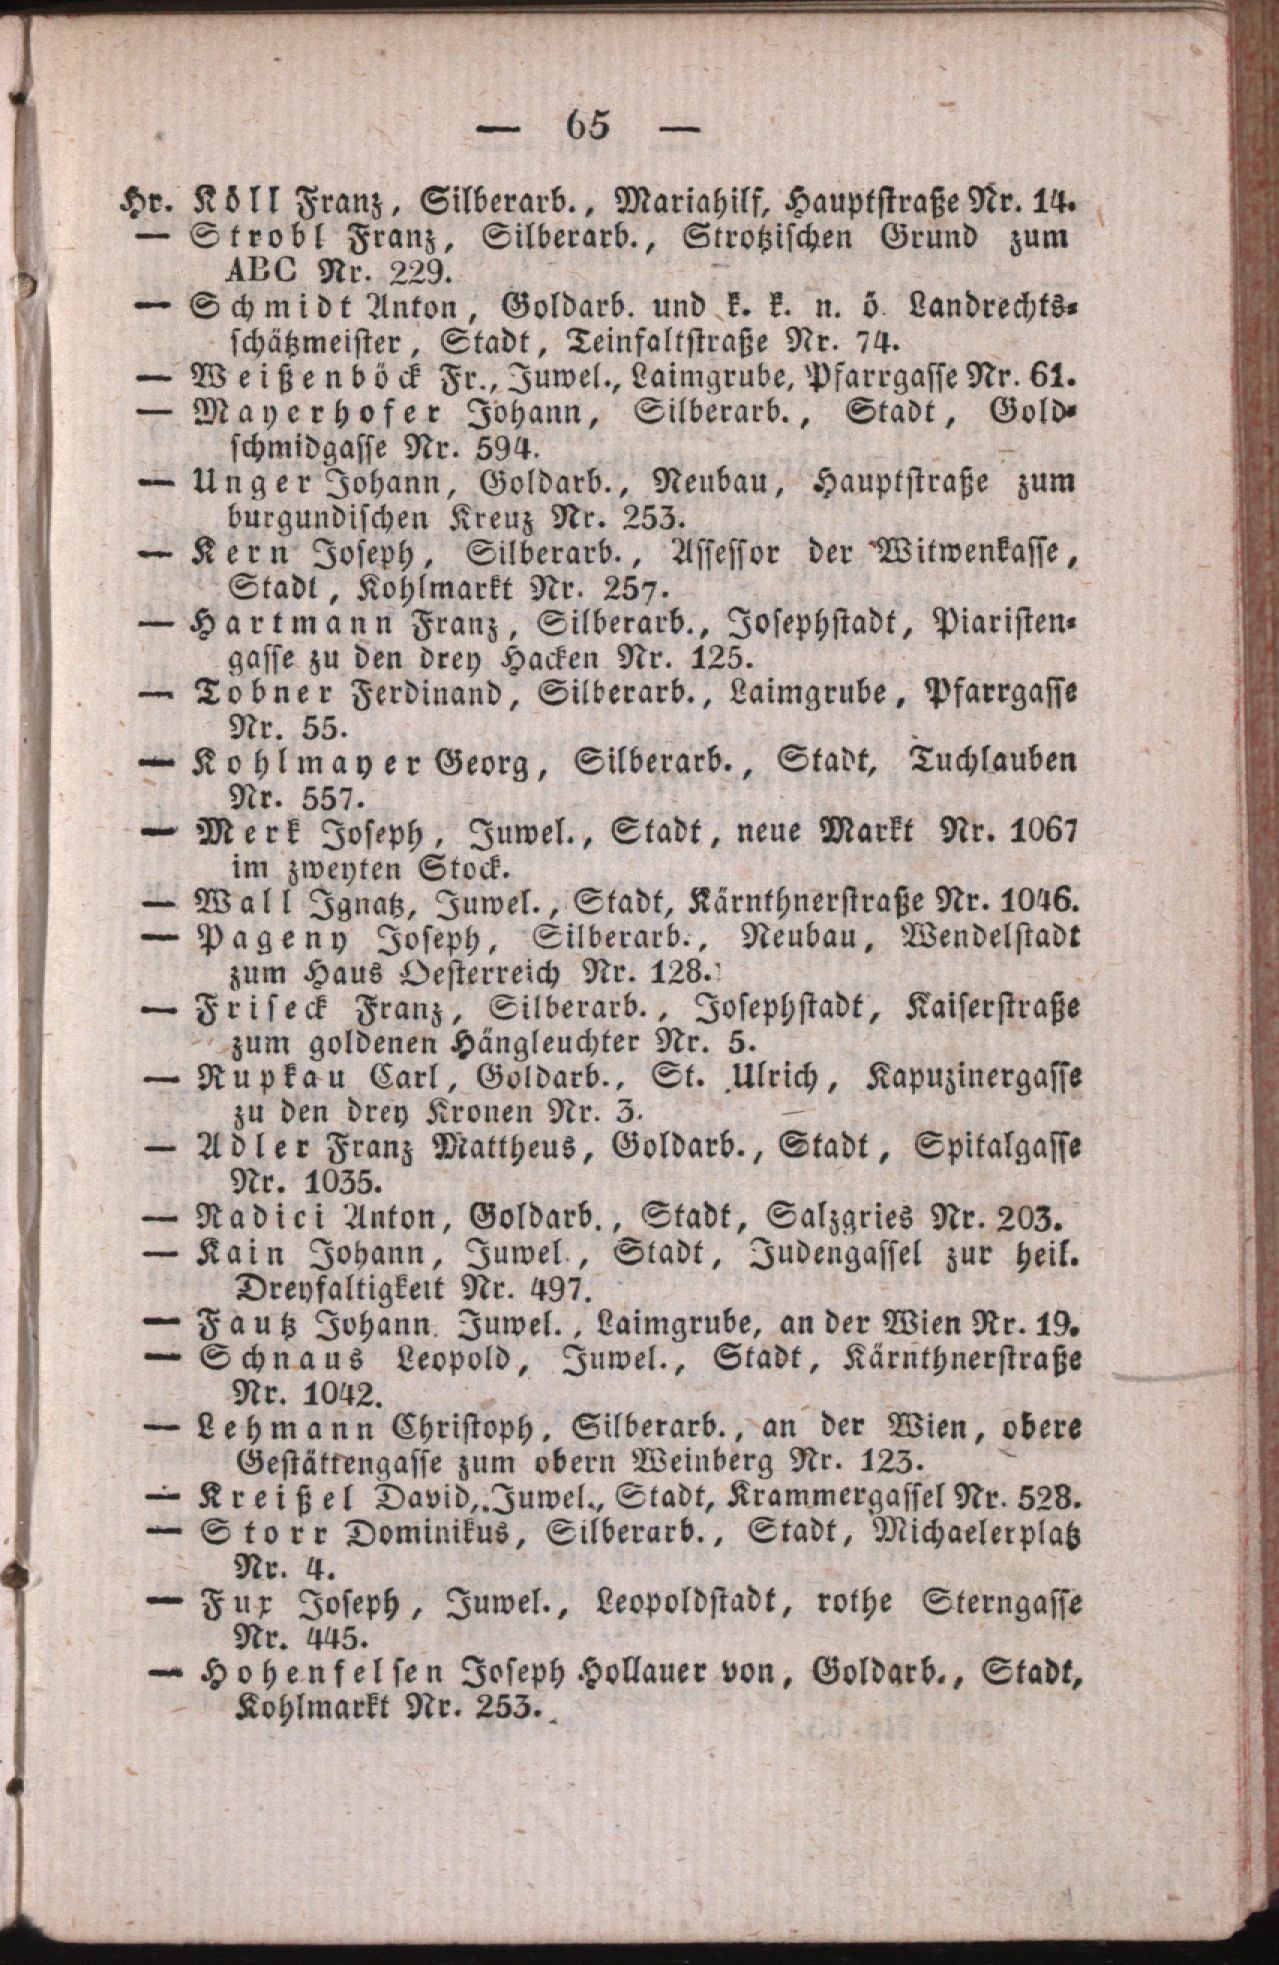 — 65 —
Hr. Köll Franz, Silberarb., Mariahilf, Hauptstraße Nr. 14.
— Strobl Franz, Silberarb., Strotzischen Grund zum
ABC Nr. 229.
— Schmidt Anton, Goldarb. und k. k. n. ö. Landrechts-
schätzmeister, Stadt, Teinfaltstraße Nr. 74.
— Weißenböck Fr., Juwel., Laimgrube, Pfarrgasse Nr. 61.
— Mayerhofer Johann, Silberarb., Stadt, Gold-
schmidgasse Nr. 594.
— Unger Johann, Goldarb., Neubau, Hauptstraße zum
burgundischen Kreuz Nr. 253.
— Kern Joseph, Silberarb., Assessor der Witwenkasse,
Stadt, Kohlmarkt Nr. 257.
— Hartmann Franz, Silberarb., Josephstadt, Piaristen-
gasse zu den drey Hacken Nr. 125.
— Tobner Ferdinand, Silberarb., Laimgrube, Pfarrgasse
Nr. 55.
— Kohlmayer Georg, Silberarb., Stadt, Tuchlauben
Nr. 557.
— Merk Joseph, Juwel., Stadt, neue Markt Nr. 1067
im zweyten Stock.
— Wall Ignatz, Juwel., Stadt, Kärnthnerstraße Nr. 1046.
— Pageny Joseph, Silberarb., Neubau, Wendelstadt
zum Haus Oesterreich Nr. 128.
— Friseck Franz, Silberarb., Josephstadt, Kaiserstraße
zum goldenen Hängleuchter Nr. 5.
— Rupkau Carl, Goldarb., St. Ulrich, Kapuzinergasse
zu den drey Kronen Nr. 3.
— Adler Franz Mattheus, Goldarb., Stadt, Spitalgasse
Nr. 1035.
— Radici Anton, Goldarb., Stadt, Salzgries Nr. 203.
— Kain Johann, Juwel., Stadt, Judengassel zur heil.
Dreyfaltigkeit Nr. 497.
— Fautz Johann, Juwel., Laimgrube, an der Wien Nr. 19.
— Schnaus Leopold, Juwel., Stadt, Kärnthnerstraße
Nr. 1042.
— Lehmann Christoph, Silberarb., an der Wien, obere
Gestättengasse zum obern Weinberg Nr. 123.
— Kreißel David, Juwel., Stadt, Krammergassel Nr. 528.
— Storr Dominikus, Silberarb., Stadt, Michaelerplatz
Nr. 4.
— Fux Joseph, Juwel., Leopoldstadt, rothe Sterngasse
Nr. 445.
— Hohenfelsen Joseph Hollauer von, Goldarb., Stadt,
Kohlmarkt Nr. 253.